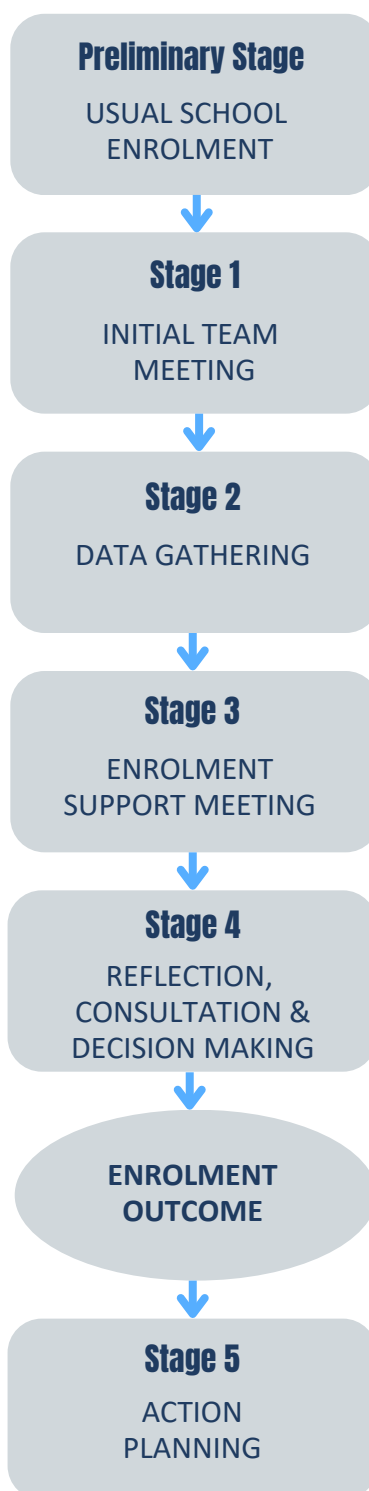 Preliminary Stage
USUAL SCHOOL
ENROLMENT
Stage 1
INITIAL TEAM
MEETING
Stage 2
DATA GATHERING
Stage 3
ENROLMENT
SUPPORT MEETING
Stage 4
REFLECTION,
CONSULTATION &
DECISION MAKING
ENROLMENT
OUTCOME
Stage 5
ACTION
PLANNING